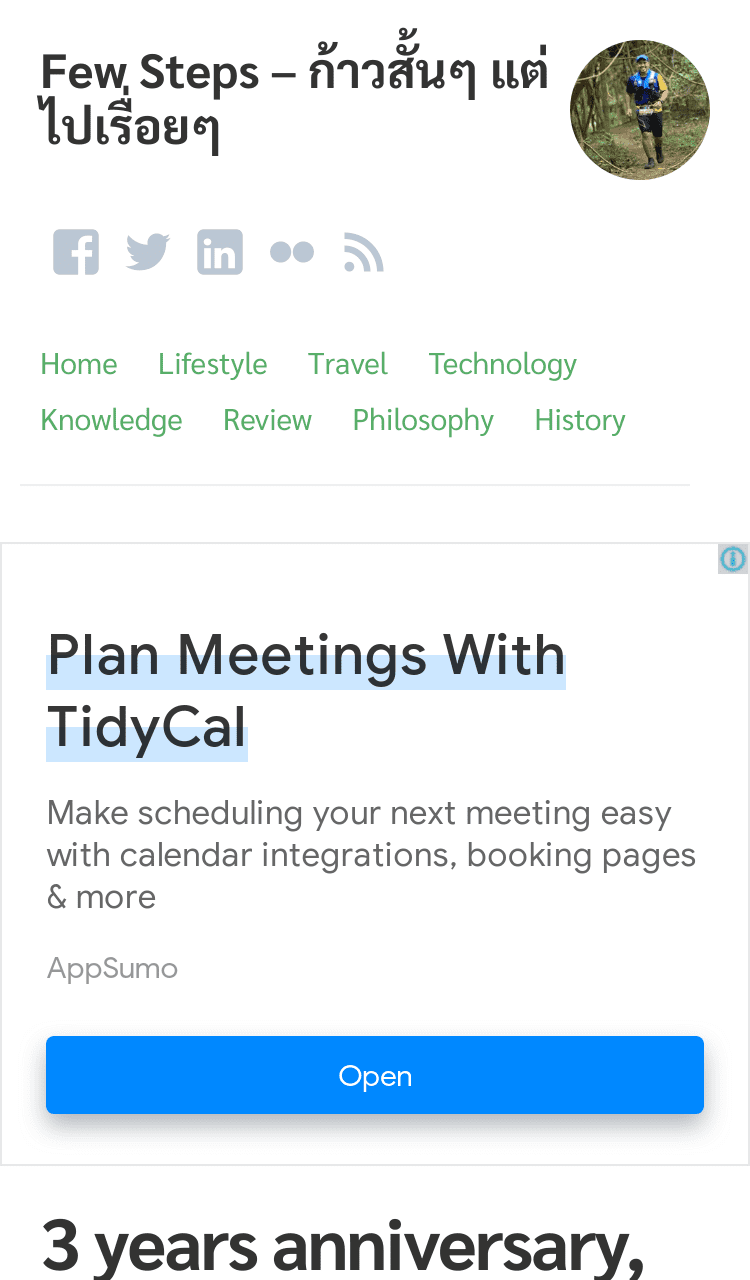 Few Steps – ก้าวสั้นๆ แต่
ไปเรื่อยๆ
Home Lifestyle Travel Technology
Knowledge Review Philosophy History
Plan Meetings With
TidyCal
Make scheduling your next meeting easy
with calendar integrations, booking pages
& more
AppSumo
Open
3 years anniversary,